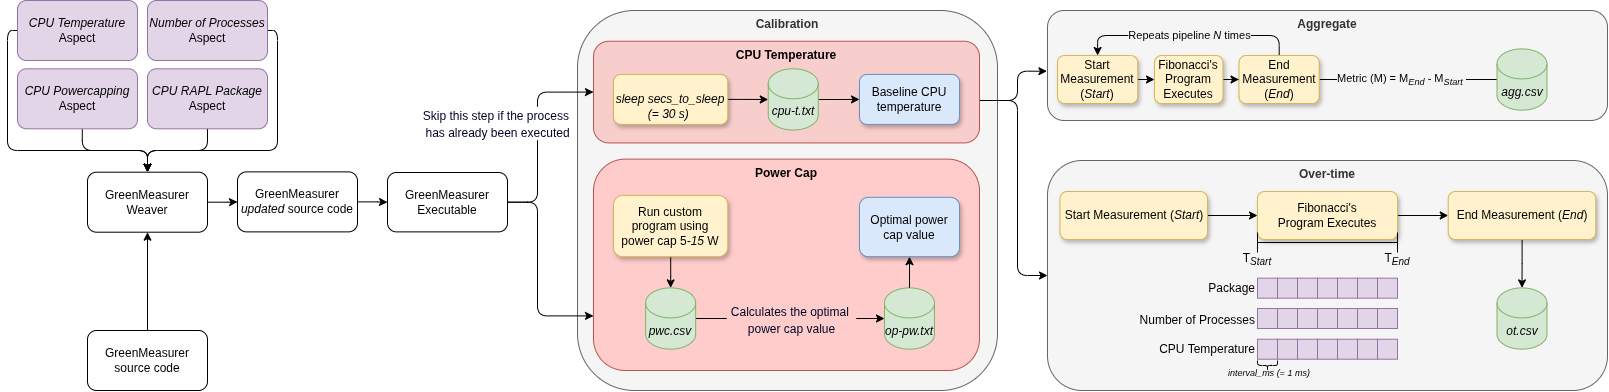 CPU Temperature
Aspect
Number of Processes
Aspect
CPU Powercapping
Aspect
CPU RAPL Package
Aspect
GreenMeasurer
Weaver
GreenMeasurer
updated source code
GreenMeasurer
Executable
GreenMeasurer
source code
Skip this step if the process
has already been executed
Calibration
CPU Temperature
sleep secs_to_sleep
(= 30 s)
cpu-t.txt
Baseline CPU
temperature
Power Cap
Run custom
program using
power cap 5-15 W
Optimal power
cap value
pwc.csv
Calculates the optimal
power cap value
op-pw.txt
Aggregate
Repeats pipeline N times
Start
Measurement
(Start)
Fibonacci's
Program
Executes
End
Measurement
(End)
Metric (M) = MEnd - MStart
agg.csv
Over-time
Start Measurement (Start)
Fibonacci's
Program Executes
End Measurement (End)
TStart
TEnd
Package
Number of Processes
CPU Temperature
interval_ms (= 1 ms)
ot.csv